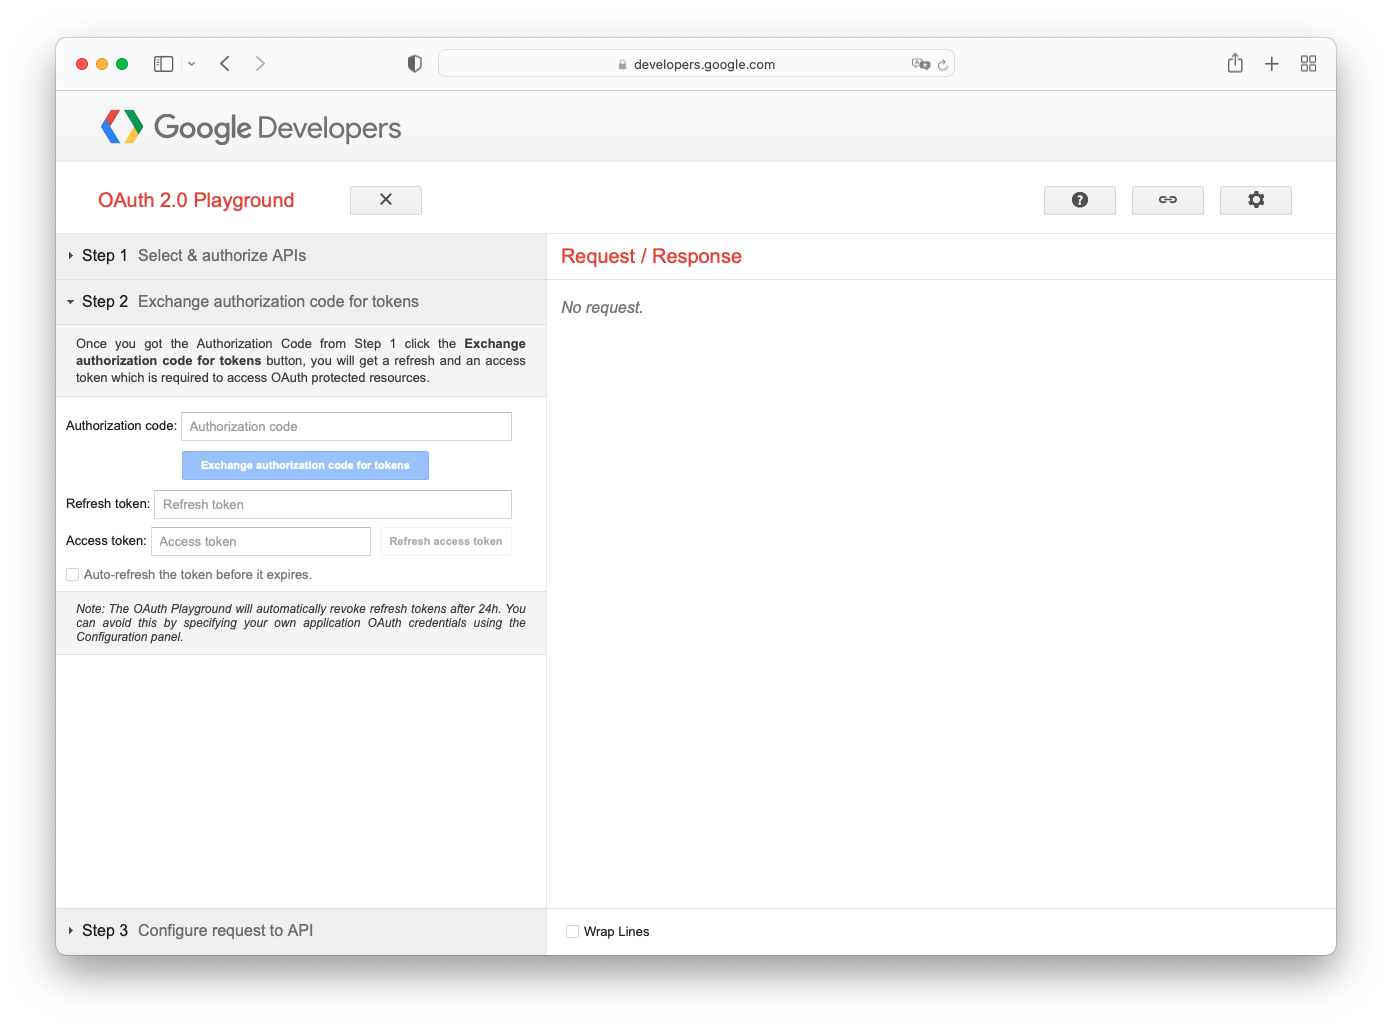 developers.google.com
Google Developers
OAuth 2.0 Playground
Step 1 Select & authorize APIs
Step 2 Exchange authorization code for tokens
Once you got the Authorization Code from Step 1 click the Exchange
authorization code for tokens button, you will get a refresh and an access
token which is required to access OAuth protected resources.
Authorization code: Authorization code
Exchange authorization code for tokens
Refresh token: Refresh token
Access token: Access token Refresh access token
Auto-refresh the token before it expires.
Note: The OAuth Playground will automatically revoke refresh tokens after 24h. You
can avoid this by specifying your own application OAuth credentials using the
Configuration panel.
Step 3 Configure request to API
Request / Response
No request.
Wrap Lines